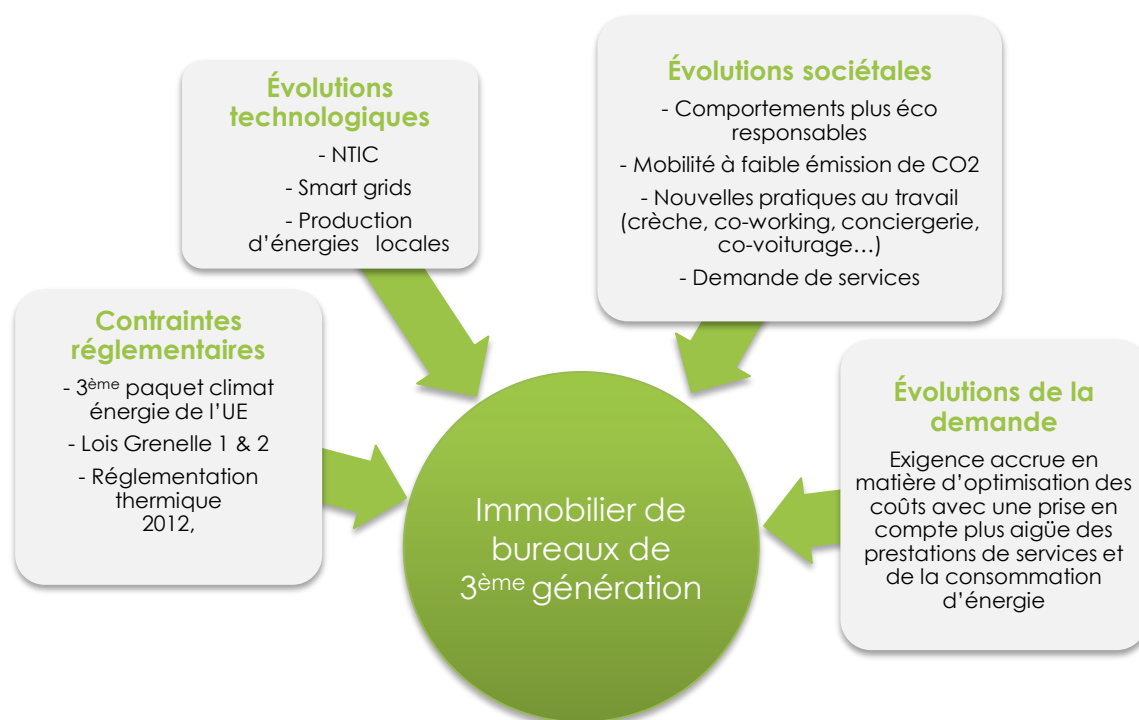 Évolutions
technologiques
- NTIC
- Smart grids
- Production
d’énergies locales
Évolutions sociétales
- Comportements plus éco
responsables
- Mobilité à faible émission de CO2
- Nouvelles pratiques au travail
(crèche, co-working, conciergerie,
co-voiturage…)
- Demande de services
Contraintes
réglementaires
- 3ème paquet climat
énergie de l’UE
- Lois Grenelle 1 & 2
- Réglementation
thermique
2012,
Évolutions de la
demande
Exigence accrue en
matière d’optimisation des
coûts avec une prise en
compte plus aigüe des
prestations de services et
de la consommation
d’énergie
Immobilier de
bureaux de
3ème génération